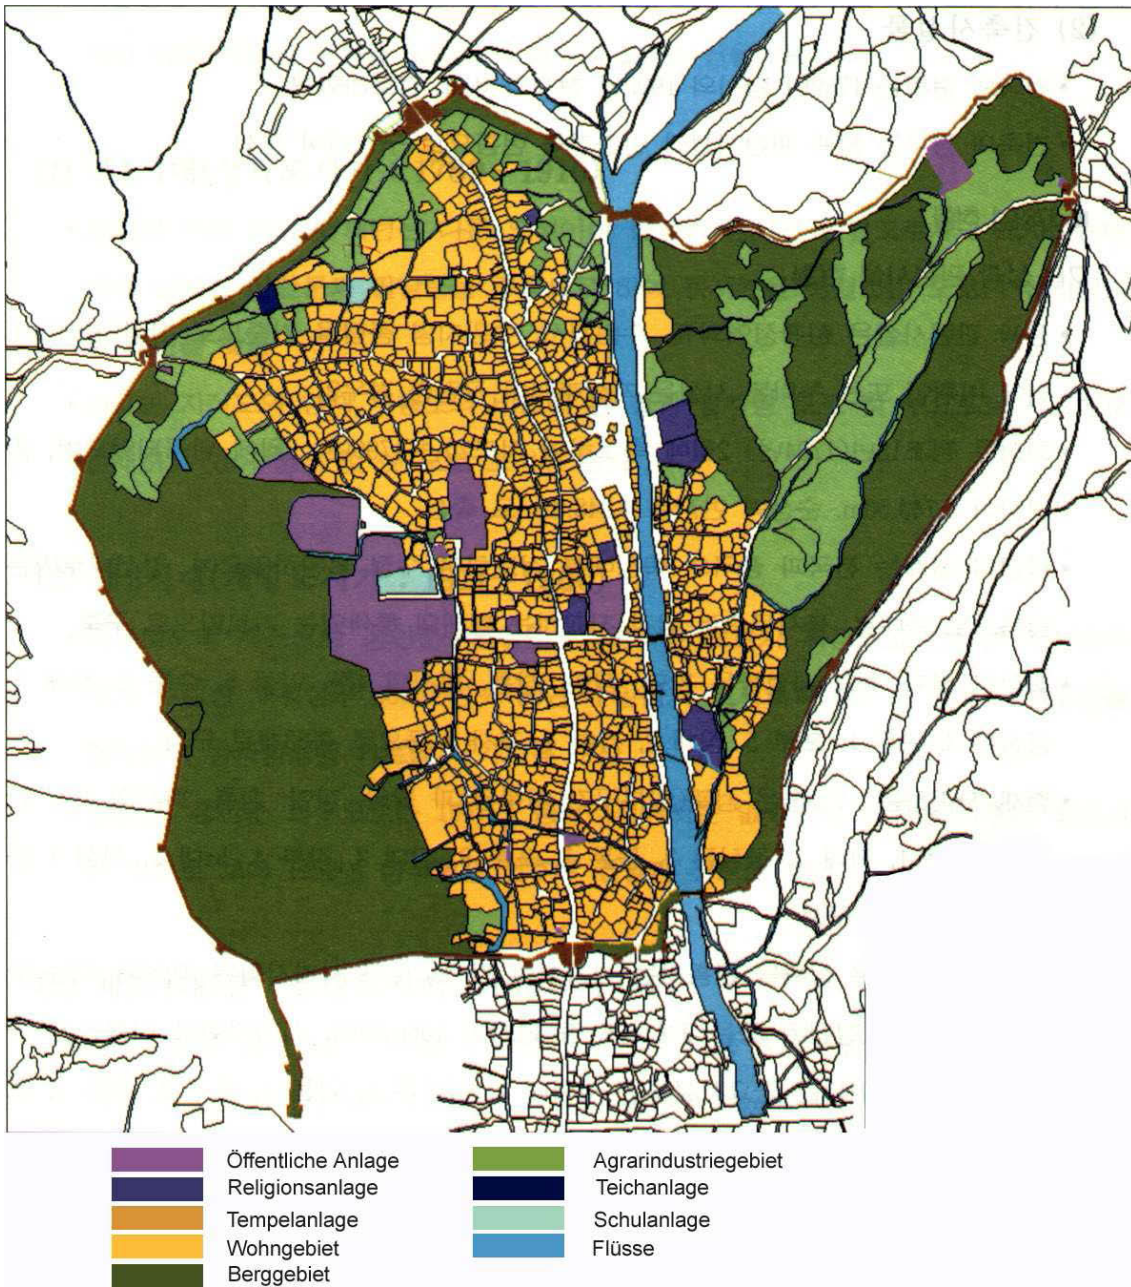 Öffentliche Anlage
Religionsanlage
Tempelanlage
Wohngebiet
Berggebiet
Agrarindustriegebiet
Teichanlage
Schulanlage
Flüsse